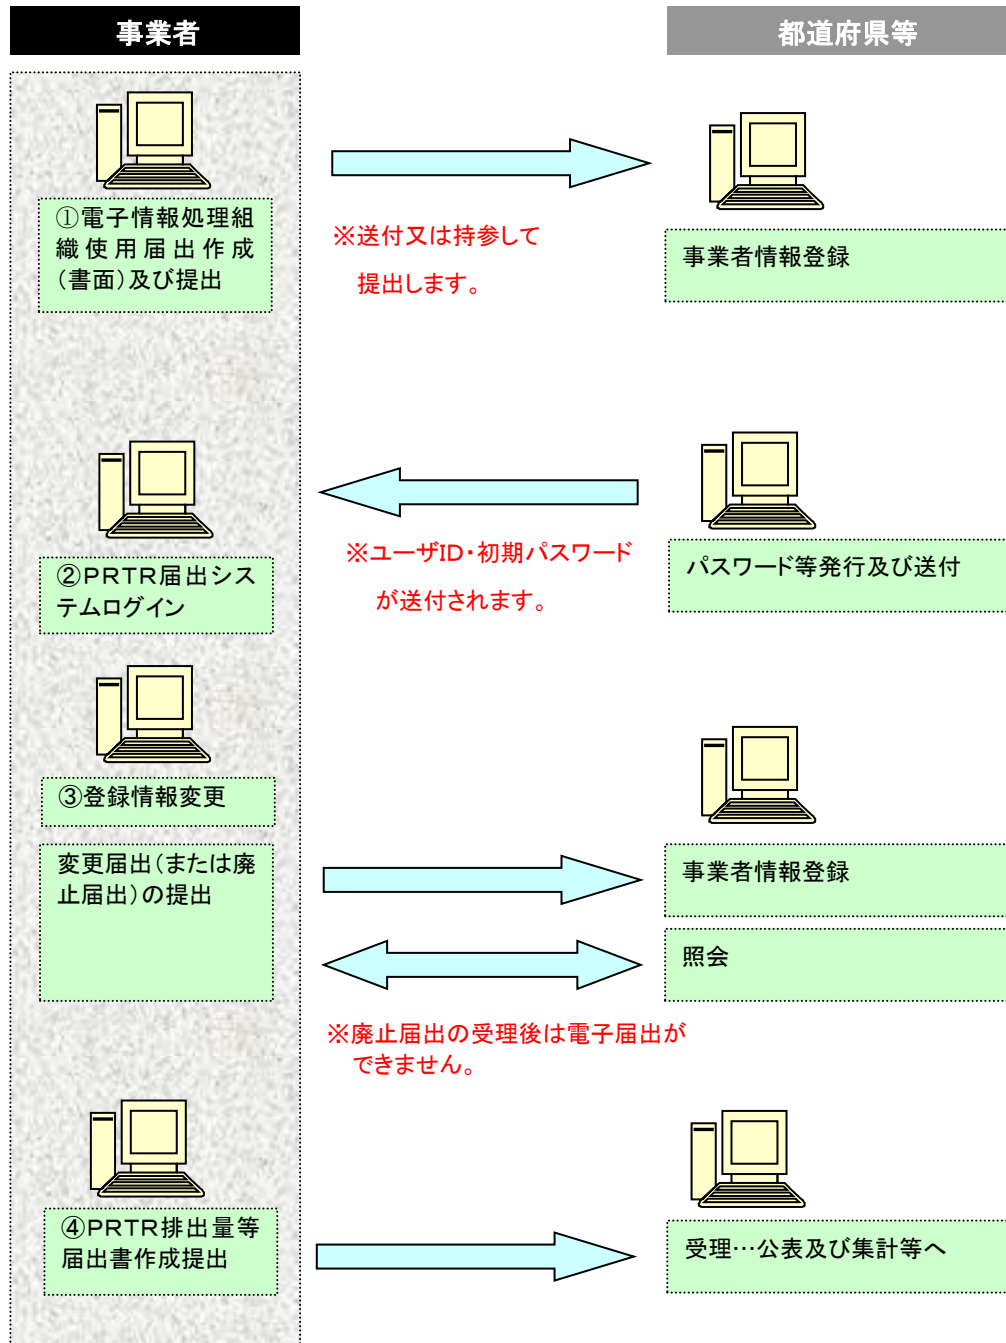 事業者
都道府県等
①電子情報処理組
織使用届出作成
(書面)及び提出
※送付又は持参して
提出します。
事業者情報登録
②PRTR届出シス
テムログイン
※ユーザID・初期パスワード
が送付されます。
パスワード等発行及び送付
③登録情報変更
変更届出(または廃
止届出)の提出
事業者情報登録
照会
※廃止届出の受理後は電子届出が
できません。
④PRTR排出量等
届出書作成提出
受理…公表及び集計等へ